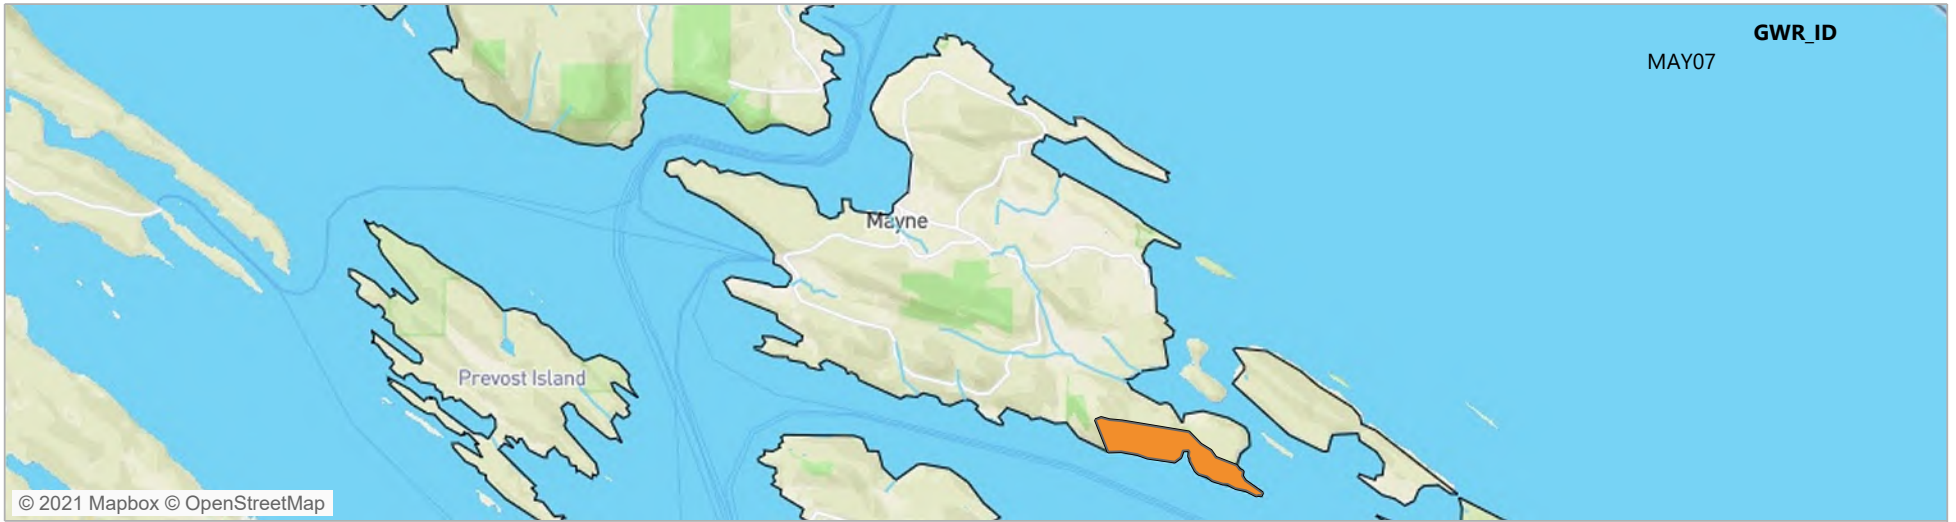 GWR_ID
MAY07
Mayne
Prevost Island
© 2021 Mapbox © OpenStreetMap